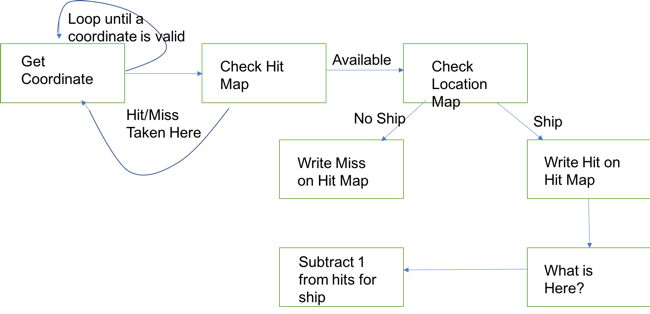 Loop until a
coordinate is valid
Get
Coordinate
Check Hit
Map
Available
Check
Location
Map
Hit/Miss
Taken Here
No Ship
Ship
Write Miss
on Hit Map
Write Hit on
Hit Map
Subtract 1
from hits for
ship
What is
Here?